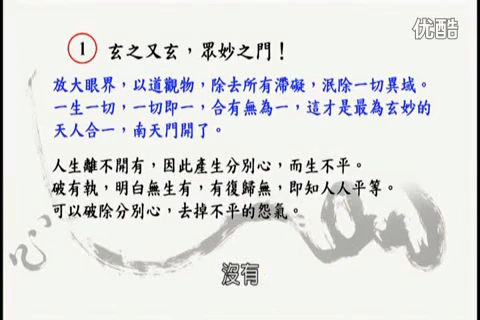 优酷
1 玄之又玄，眾妙之門！
放大眼界，以道觀物，除去所有滯礙，泯除一切異域。
一生一切，一切即一，合有無為一，這才是最為玄妙的
天人合一，南天門開了。
人生離不開有，因此產生分別心，而生不平。
破有執，明白無生有，有復歸無，即知人人平等。
可以破除分別心，去掉不平的怨氣。
沒有